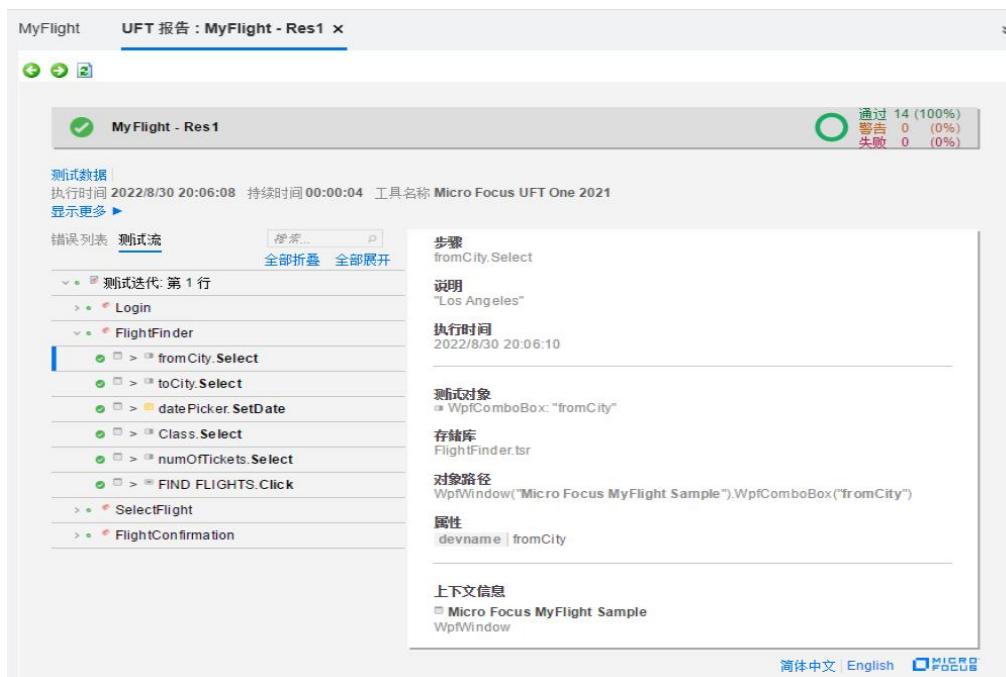 MyFlight UFT 报告 : MyFlight - Res1 ×
MyFlight - Res1
通过 14 (100%)
警告 0 (0%)
失败 0 (0%)
测试数据
执行时间 2022/8/30 20:06:08 持续时间 00:00:04 工具名称 Micro Focus UFT One 2021
显示更多
错误列表 测试流
搜索...
全部折叠 全部展开
测试迭代: 第 1 行
Login
FlightFinder
> fromCity.Select
> toCity.Select
> datePicker.SetDate
> Class.Select
> numOfTickets.Select
> FIND FLIGHTS.Click
SelectFlight
FlightConfirmation
步骤
fromCity.Select
说明
"Los Angeles"
执行时间
2022/8/30 20:06:10
测试对象
WpfComboBox: "fromCity"
存储库
FlightFinder.tsr
对象路径
WpfWindow("Micro Focus MyFlight Sample").WpfComboBox("fromCity")
属性
devname | fromCity
上下文信息
Micro Focus MyFlight Sample
WpfWindow
简体中文 | English MICRO FOCUS